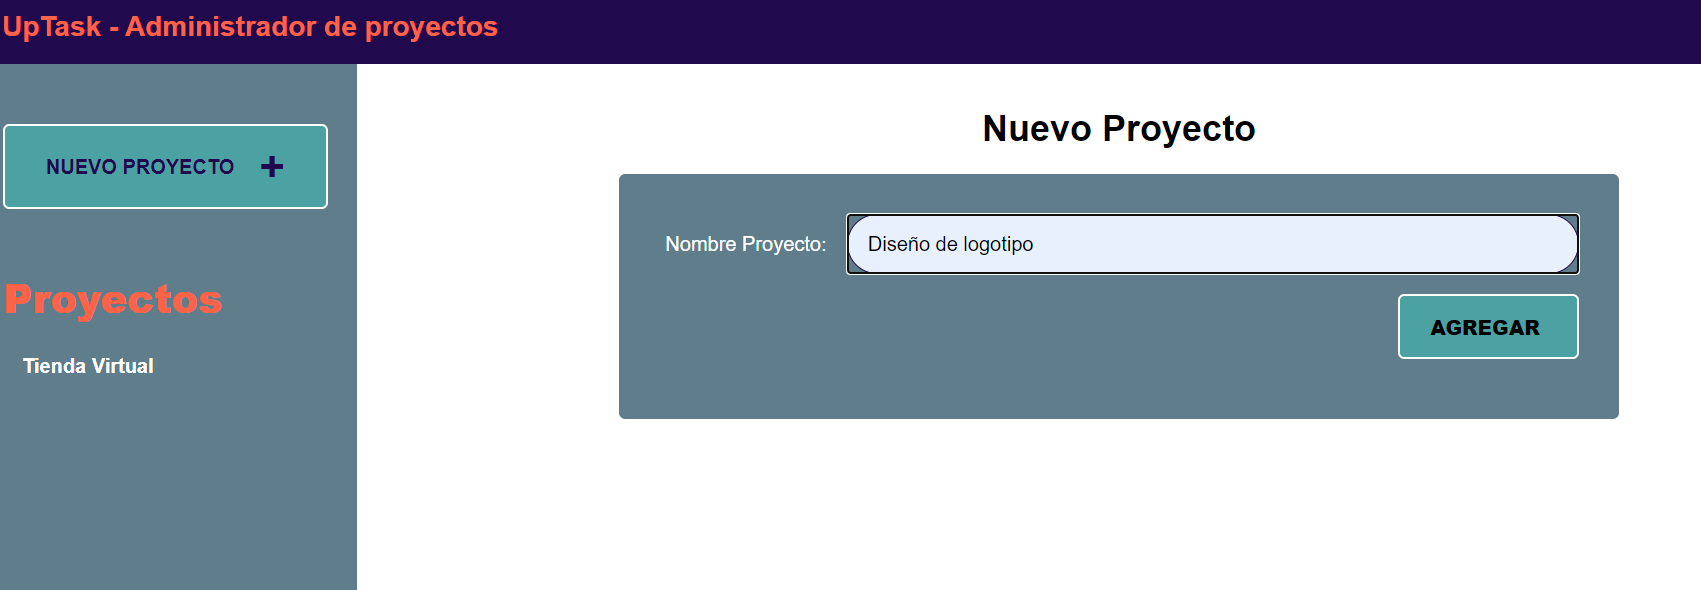 UpTask - Administrador de proyectos
NUEVO PROYECTO +
Proyectos
Tienda Virtual
Nuevo Proyecto
Nombre Proyecto: Diseño de logotipo
AGREGAR